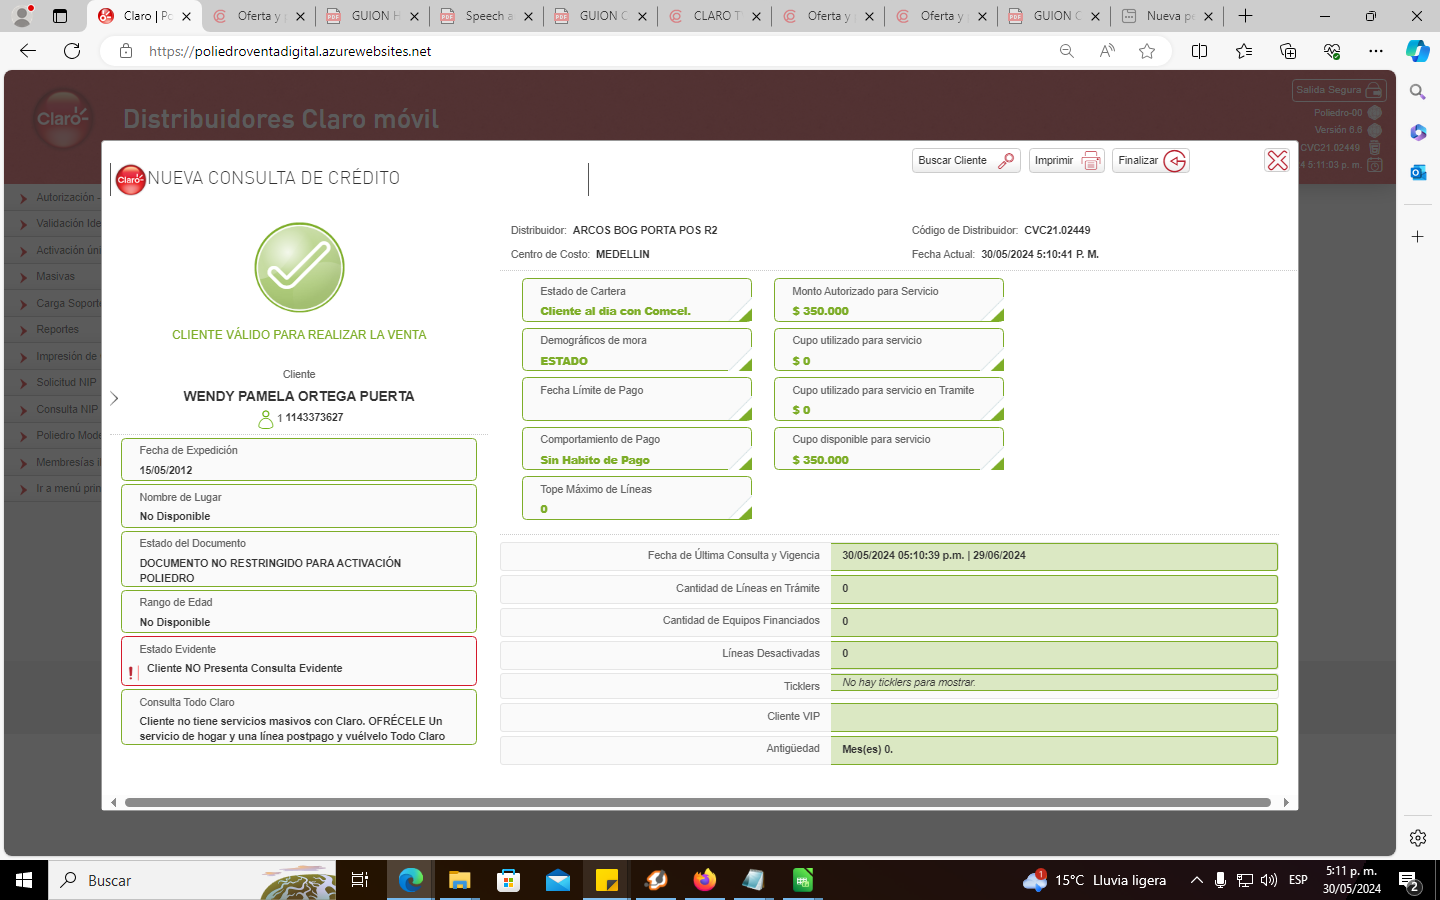 Claro | Po
Oferta y p
GUION H
Speech a
GUION C
CLARO T
Oferta y p
Oferta y p
GUION C
Nueva pe
https://poliedroventadigital.azurewebsites.net
Claro
Distribuidores Claro móvil
Salida Segura
Poliedro-00
Versión 6.6
CVC21.02449
4 5:11:03 p. m.
Autorización -
Validación Ide
Activación úni
Masivas
Carga Soporte
Reportes
Impresión de
Solicitud NIP
Consulta NIP
Poliedro Mode
Membresías li
Ir a menú prin
Claro
NUEVA CONSULTA DE CRÉDITO
Buscar Cliente
Imprimir
Finalizar
CLIENTE VÁLIDO PARA REALIZAR LA VENTA
Cliente
WENDY PAMELA ORTEGA PUERTA
1 1143373627
Fecha de Expedición
15/05/2012
Nombre de Lugar
No Disponible
Estado del Documento
DOCUMENTO NO RESTRINGIDO PARA ACTIVACIÓN
POLIEDRO
Rango de Edad
No Disponible
Estado Evidente
! Cliente NO Presenta Consulta Evidente
Consulta Todo Claro
Cliente no tiene servicios masivos con Claro. OFRÉCELE Un
servicio de hogar y una línea postpago y vuélvelo Todo Claro
Distribuidor: ARCOS BOG PORTA POS R2
Código de Distribuidor: CVC21.02449
Centro de Costo: MEDELLIN
Fecha Actual: 30/05/2024 5:10:41 P. M.
Estado de Cartera
Cliente al dia con Comcel.
Monto Autorizado para Servicio
$ 350.000
Demográficos de mora
ESTADO
Cupo utilizado para servicio
$ 0
Fecha Límite de Pago
Cupo utilizado para servicio en Tramite
$ 0
Comportamiento de Pago
Sin Habito de Pago
Cupo disponible para servicio
$ 350.000
Tope Máximo de Líneas
0
Fecha de Última Consulta y Vigencia 30/05/2024 05:10:39 p.m. | 29/06/2024
Cantidad de Líneas en Trámite 0
Cantidad de Equipos Financiados 0
Líneas Desactivadas 0
Ticklers No hay ticklers para mostrar.
Cliente VIP
Antigüedad Mes(es) 0.
Buscar
1
15°C Lluvia ligera
ESP
5:11 p. m.
30/05/2024
2